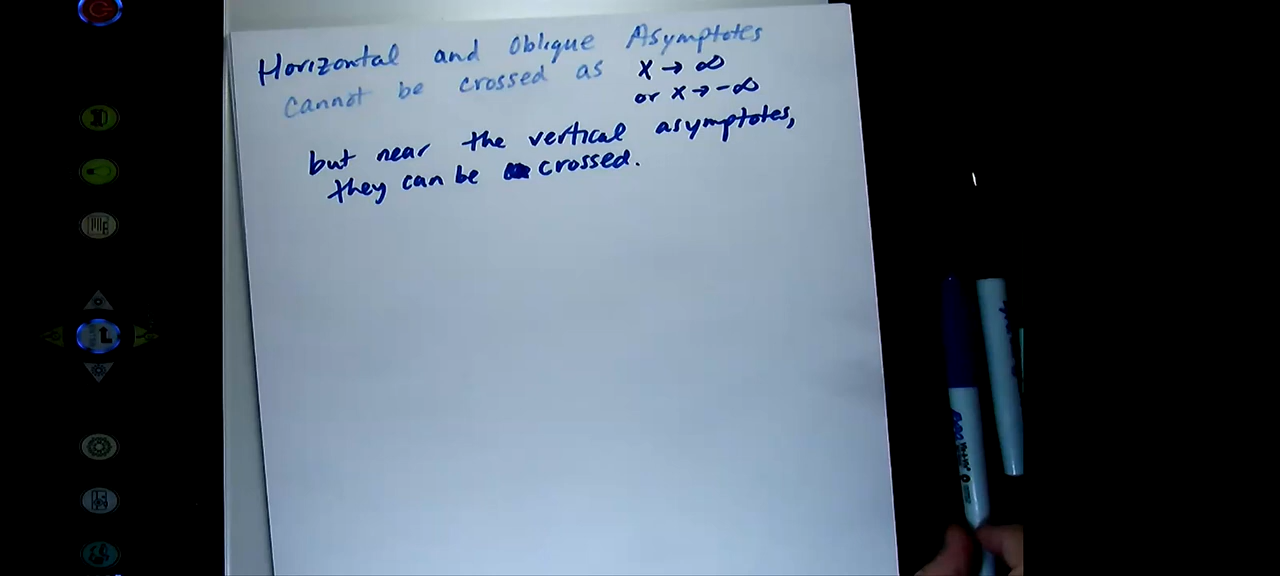 Horizontal and Oblique Asymptotes
cannot be crossed as x → ∞
or x → -∞
but near the vertical asymptotes,
they can be crossed.